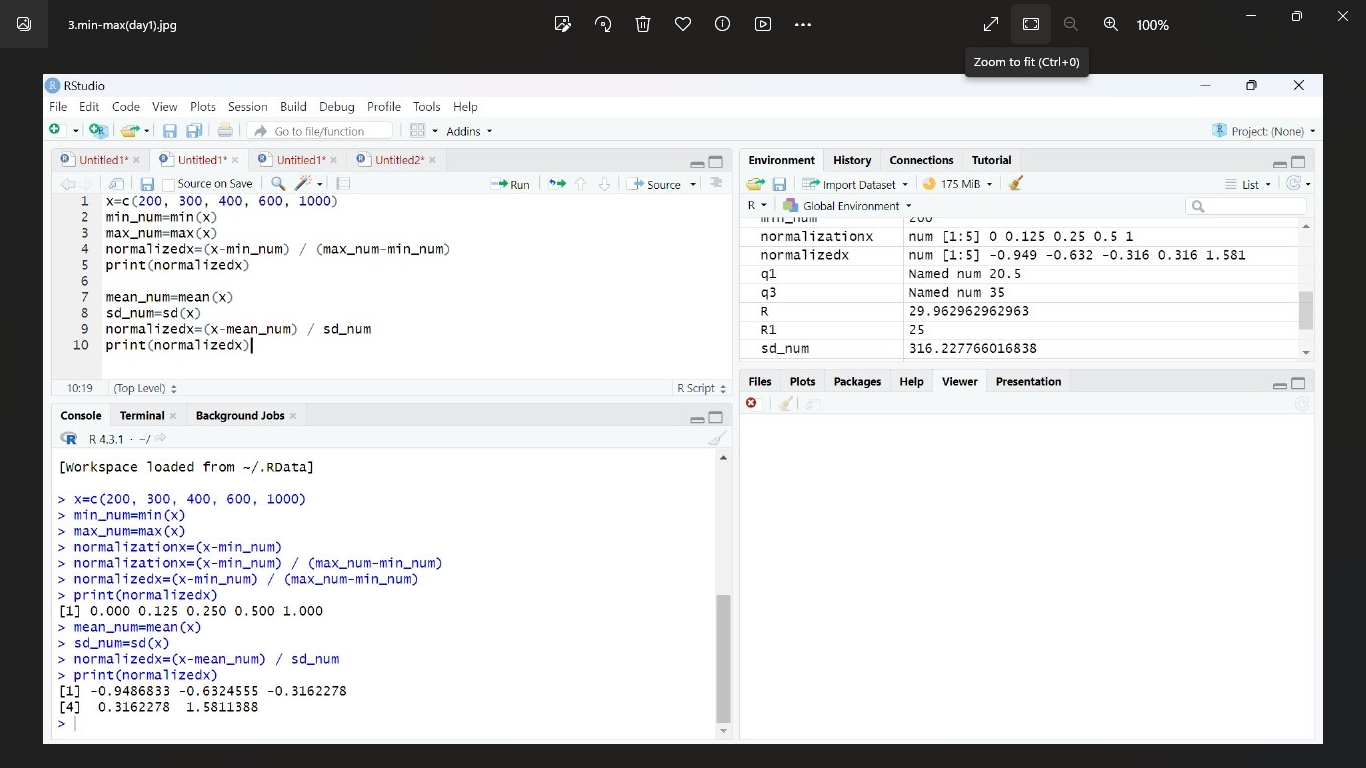 3.min-max(day1).jpg
100%
Zoom to fit (Ctrl+0)
RStudio
File Edit Code View Plots Session Build Debug Profile Tools Help
Go to file/function Addins Project: (None)
Untitled1* Untitled1* Untitled1* Untitled2*
Source on Save Run Source
1 x=c(200, 300, 400, 600, 1000)
2 min_num=min(x)
3 max_num=max(x)
4 normalizedx=(x-min_num) / (max_num-min_num)
5 print(normalizedx)
6
7 mean_num=mean(x)
8 sd_num=sd(x)
9 normalizedx=(x-mean_num) / sd_num
10 print(normalizedx)
10:19 (Top Level) R Script
Console Terminal Background Jobs
R 4.3.1 · ~/
[Workspace loaded from ~/.RData]
> x=c(200, 300, 400, 600, 1000)
> min_num=min(x)
> max_num=max(x)
> normalizationx=(x-min_num)
> normalizationx=(x-min_num) / (max_num-min_num)
> normalizedx=(x-min_num) / (max_num-min_num)
> print(normalizedx)
[1] 0.000 0.125 0.250 0.500 1.000
> mean_num=mean(x)
> sd_num=sd(x)
> normalizedx=(x-mean_num) / sd_num
> print(normalizedx)
[1] -0.9486833 -0.6324555 -0.3162278
[4] 0.3162278 1.5811388
>
Environment History Connections Tutorial
Import Dataset 175 MiB List
R Global Environment
min_num 200
normalizationx num [1:5] 0 0.125 0.25 0.5 1
normalizedx num [1:5] -0.949 -0.632 -0.316 0.316 1.581
q1 Named num 20.5
q3 Named num 35
R 29.962962962963
R1 25
sd_num 316.227766016838
Files Plots Packages Help Viewer Presentation